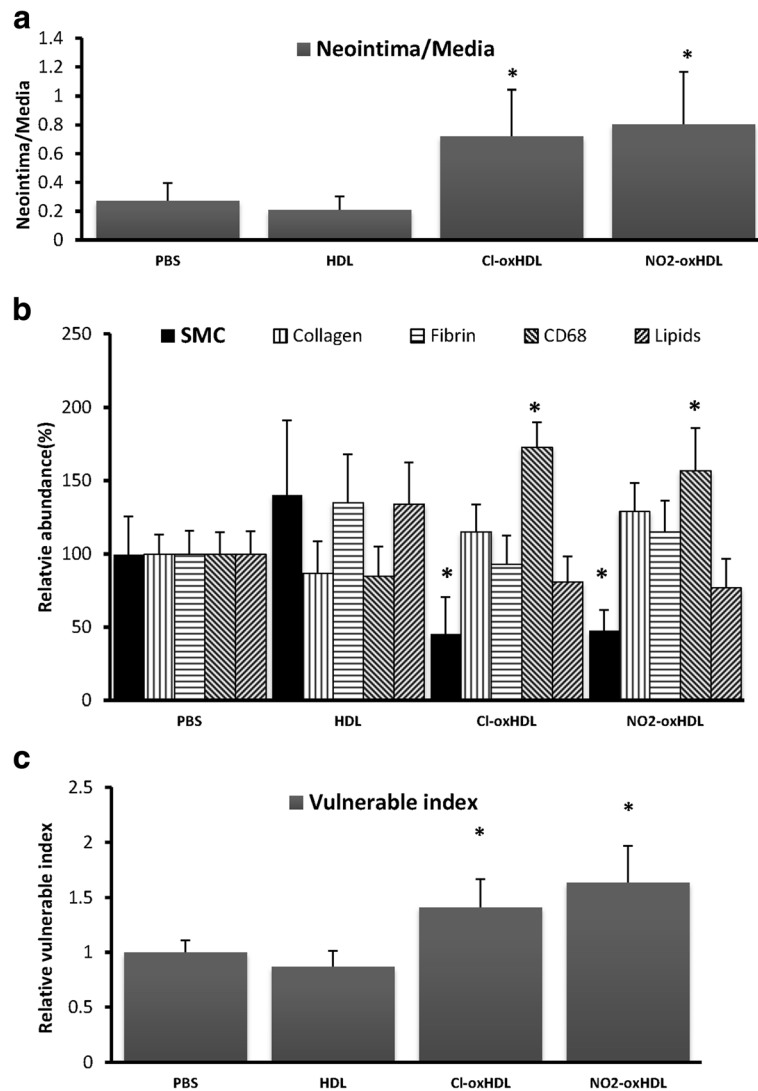 a
Neointima/Media
Neointima/Media
1.4
1.2
1
0.8
0.6
0.4
0.2
0
* *
PBS HDL Cl-oxHDL NO2-oxHDL
b
SMC Collagen Fibrin CD68 Lipids
Relatvie abundance(%)
250
200
150
100
50
0
* * * *
PBS HDL Cl-oxHDL NO2-oxHDL
c
Vulnerable index
Relative vulnerable index
2.5
2
1.5
1
0.5
0
* *
PBS HDL Cl-oxHDL NO2-oxHDL